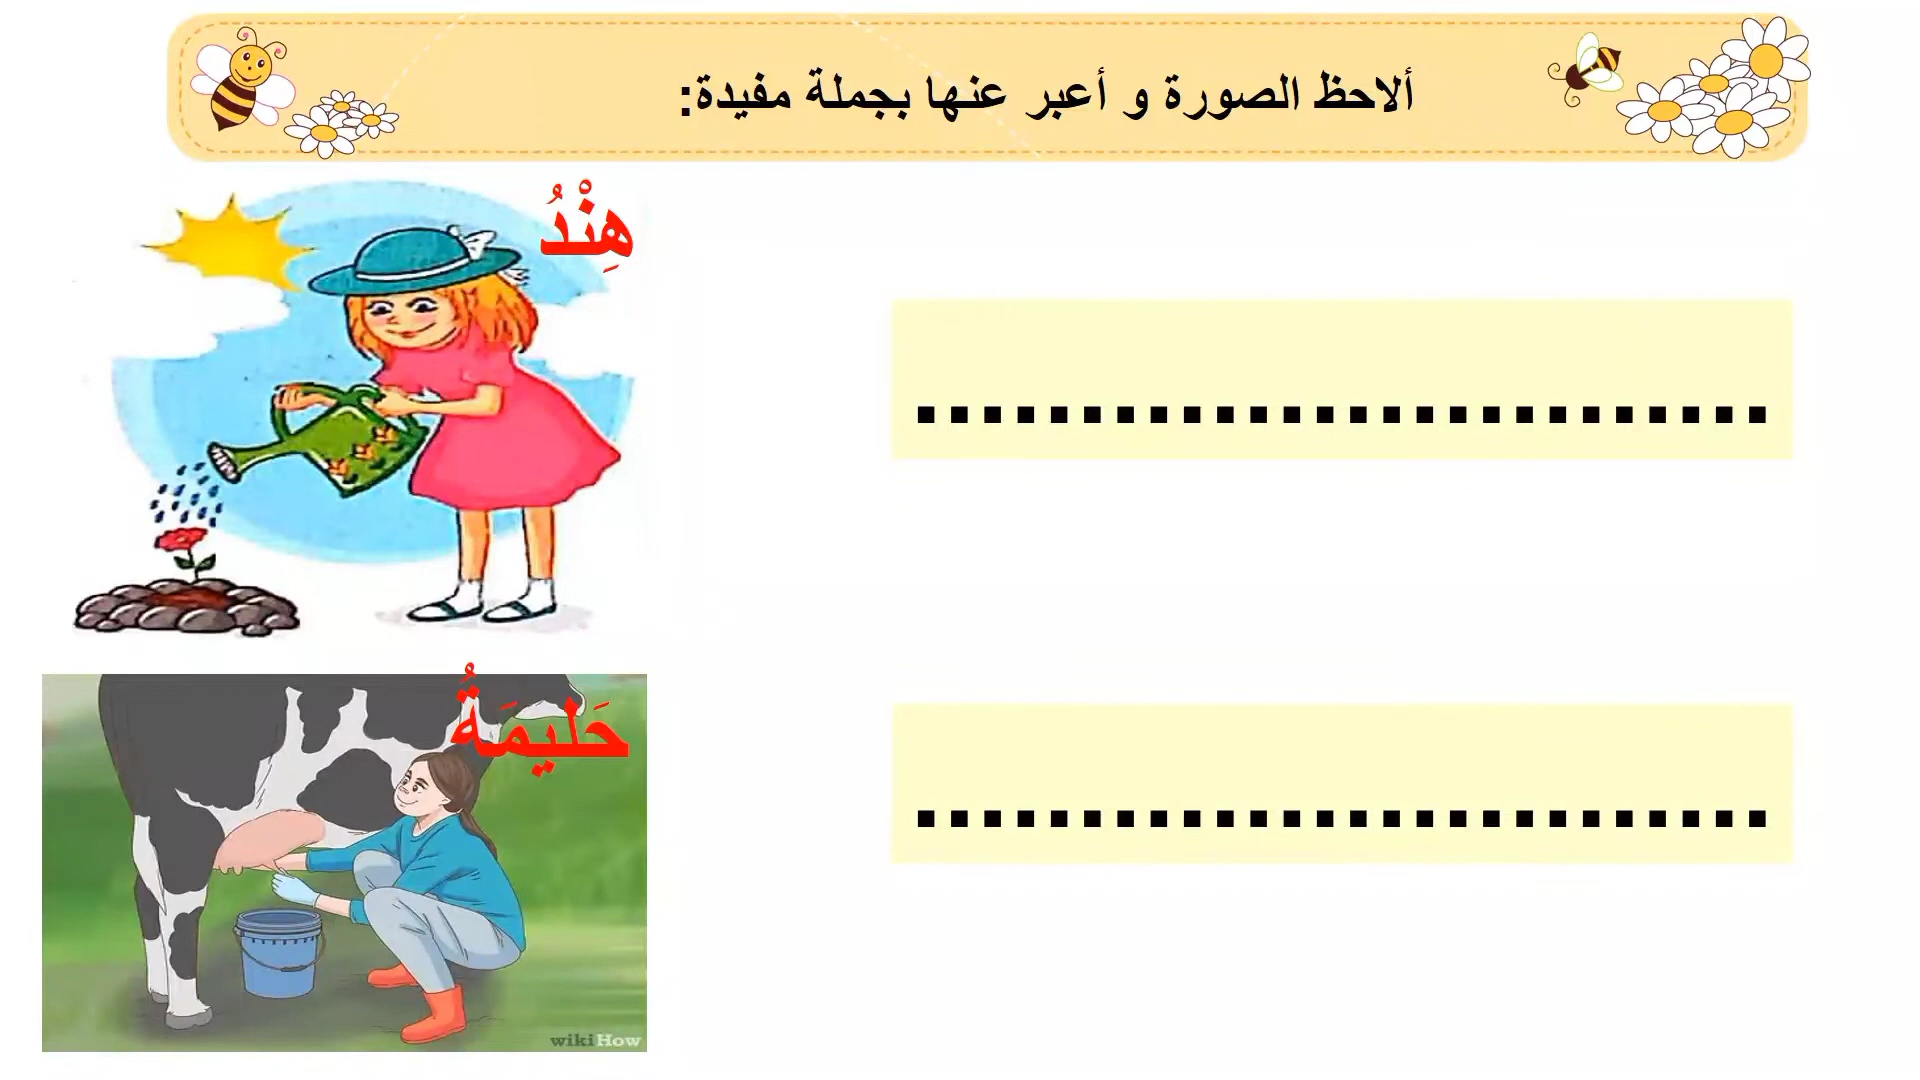 ألاحظ الصورة و أعبر عنها بجملة مفيدة:
هِنْدُ
..........................
حَليمَةُ
..........................
wikiHow